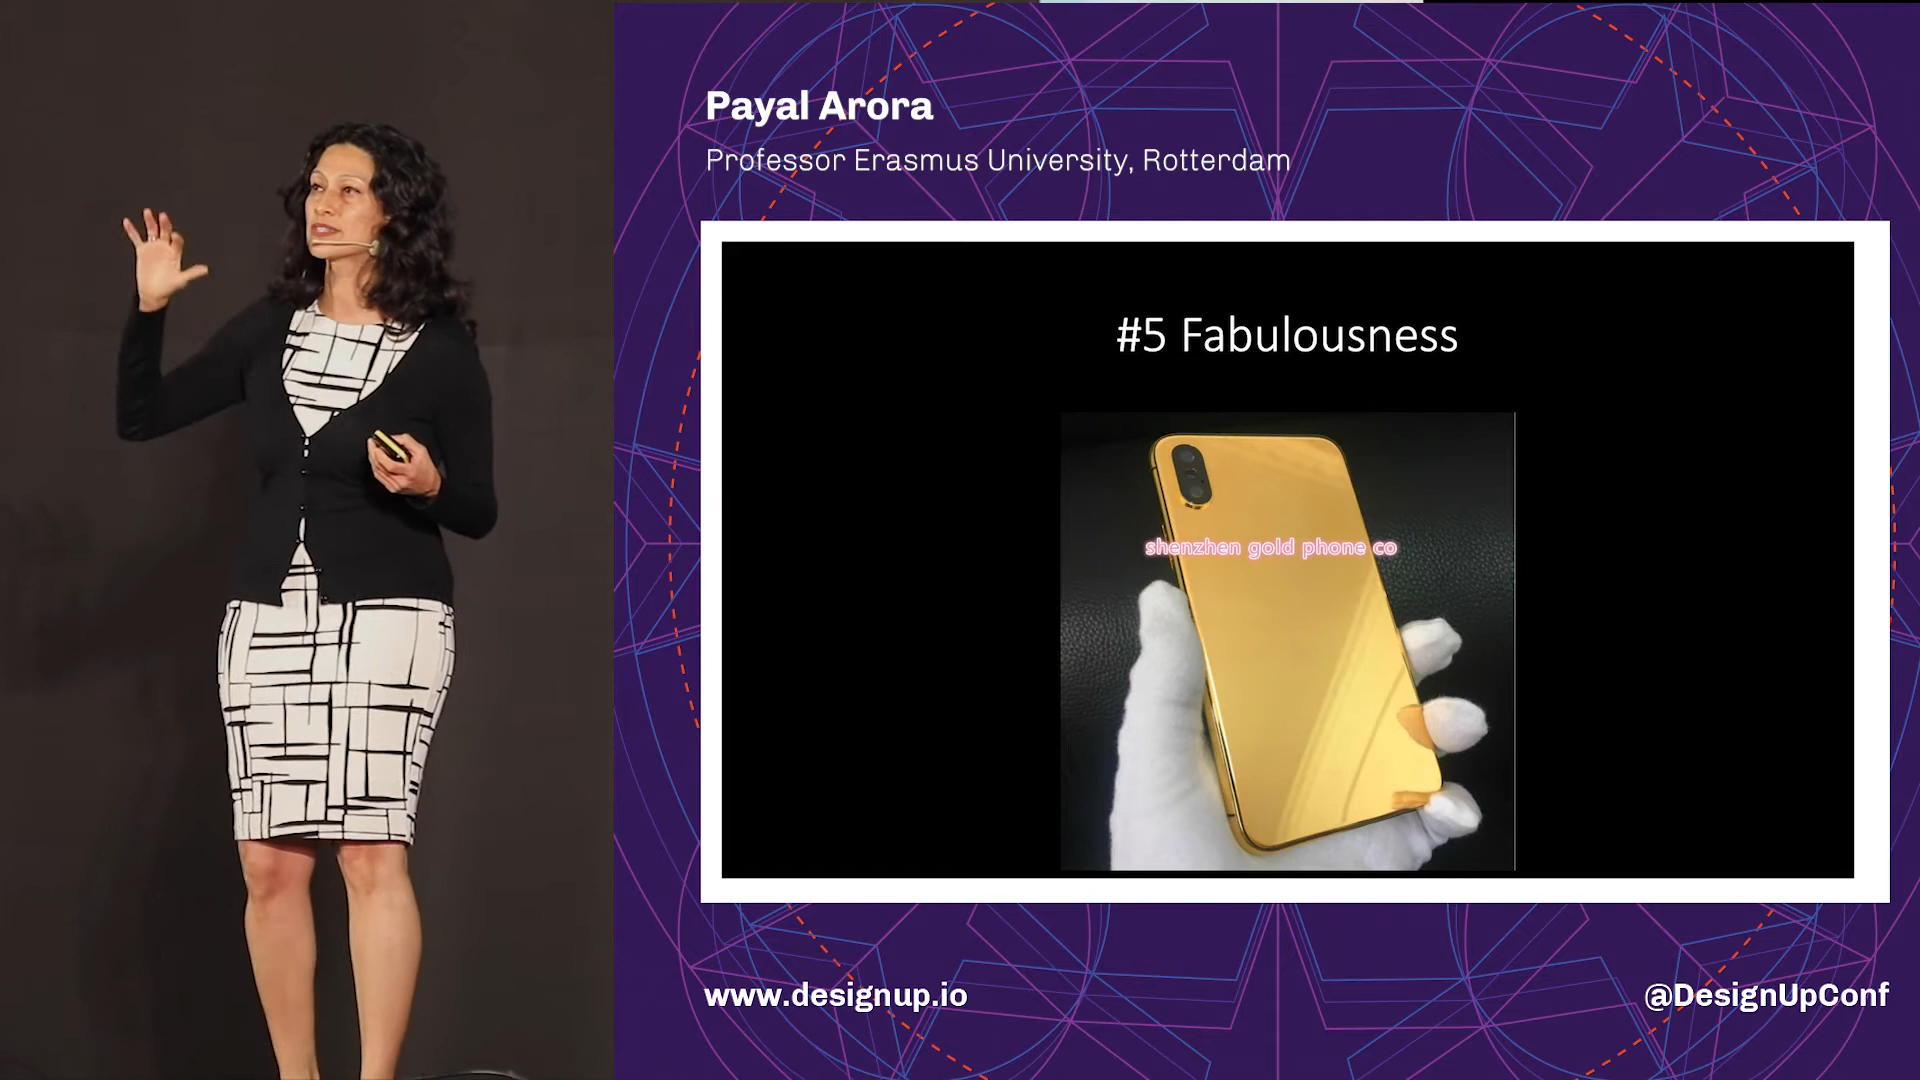 Payal Arora
Professor Erasmus University, Rotterdam
#5 Fabulousness
shenzhen gold phone co
www.designup.io
@DesignUpConf